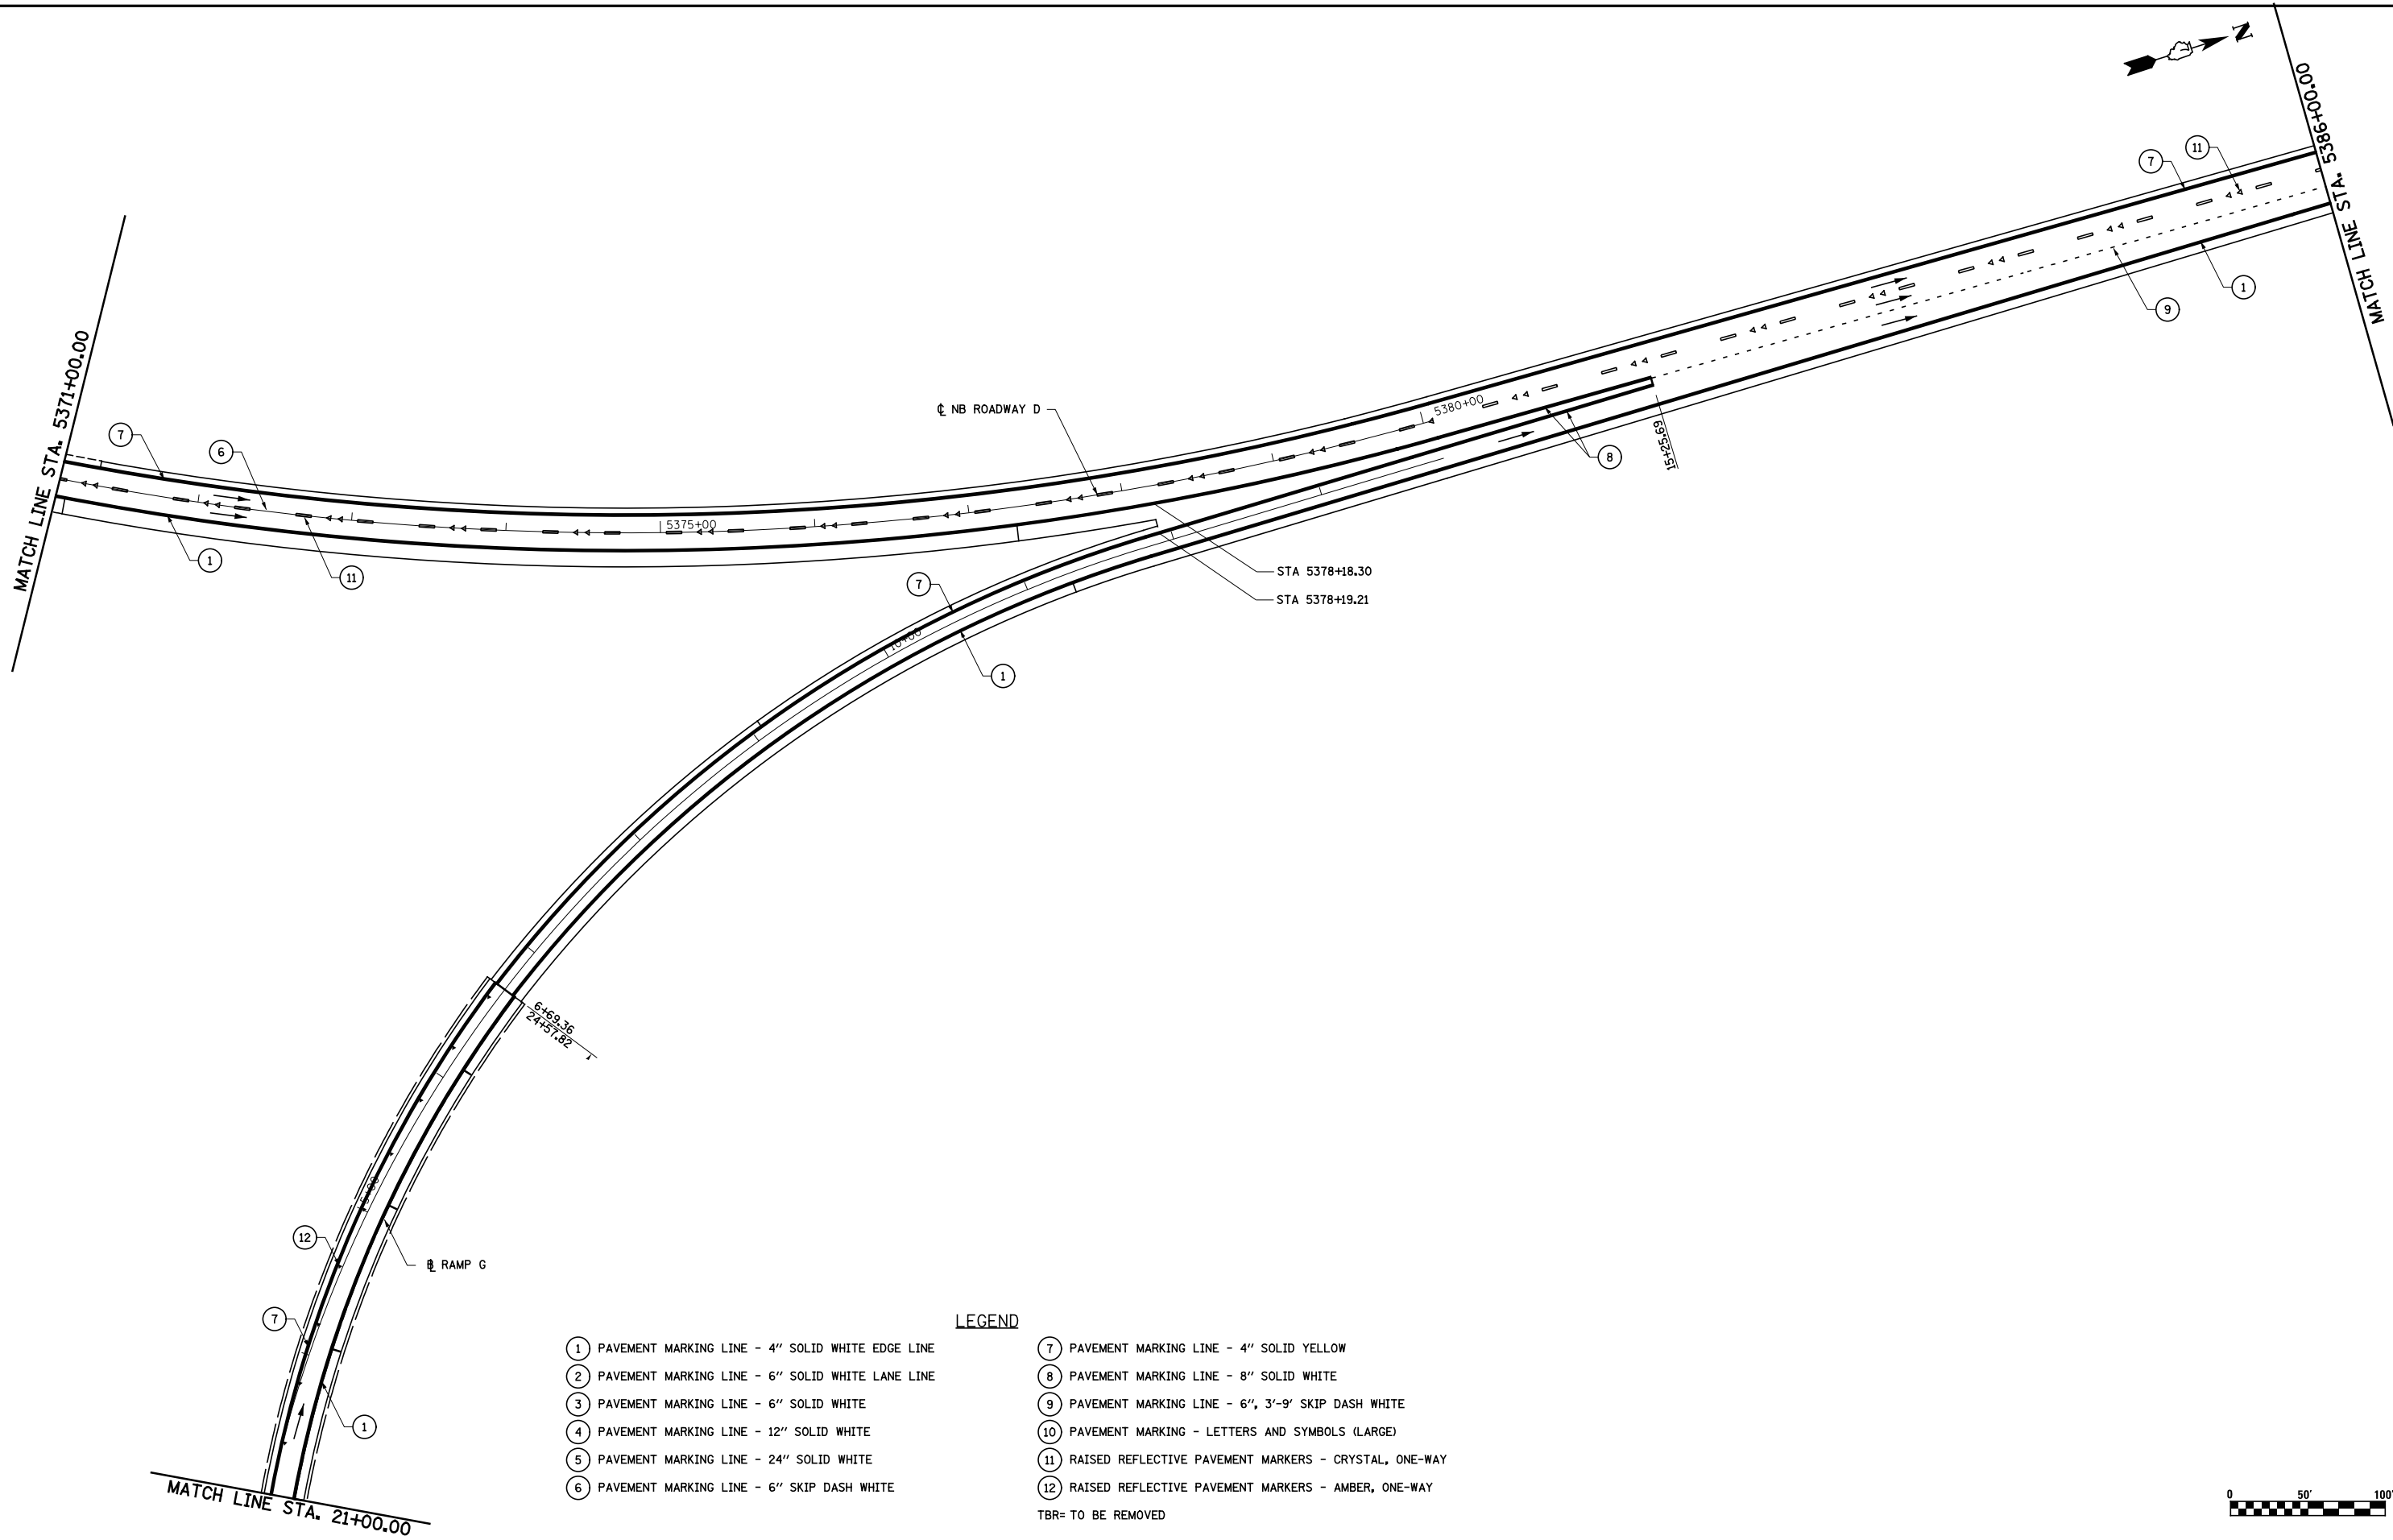 N
MATCH LINE STA. 5386+00.00
7
11
1
9
MATCH LINE STA. 5371+00.00
7
6
1
11
5375+00
℄ NB ROADWAY D
5380+00
8
15+25.69
STA 5378+18.30
STA 5378+19.21
7
10+00
1
6+69.36
24+57.82
5+00
12
℄ RAMP G
7
1
MATCH LINE STA. 21+00.00
LEGEND
1 PAVEMENT MARKING LINE - 4" SOLID WHITE EDGE LINE
2 PAVEMENT MARKING LINE - 6" SOLID WHITE LANE LINE
3 PAVEMENT MARKING LINE - 6" SOLID WHITE
4 PAVEMENT MARKING LINE - 12" SOLID WHITE
5 PAVEMENT MARKING LINE - 24" SOLID WHITE
6 PAVEMENT MARKING LINE - 6" SKIP DASH WHITE
7 PAVEMENT MARKING LINE - 4" SOLID YELLOW
8 PAVEMENT MARKING LINE - 8" SOLID WHITE
9 PAVEMENT MARKING LINE - 6", 3'-9' SKIP DASH WHITE
10 PAVEMENT MARKING - LETTERS AND SYMBOLS (LARGE)
11 RAISED REFLECTIVE PAVEMENT MARKERS - CRYSTAL, ONE-WAY
12 RAISED REFLECTIVE PAVEMENT MARKERS - AMBER, ONE-WAY
TBR= TO BE REMOVED
0 50' 100'